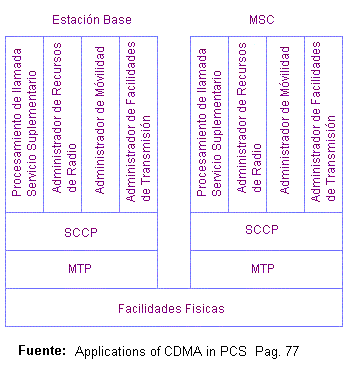 Estación Base
MSC
Procesamiento de llamada
Servicio Suplementario
Administrador de Recursos
de Radio
Administrador de Móvilidad
Administrador de Facilidades
de Transmisión
Procesamiento de llamada
Servicio Suplementario
Administrador de Recursos
de Radio
Administrador de Móvilidad
Administrador de Facilidades
de Transmisión
SCCP
SCCP
MTP
MTP
Facilidades Fisicas
Fuente: Applications of CDMA in PCS Pag. 77